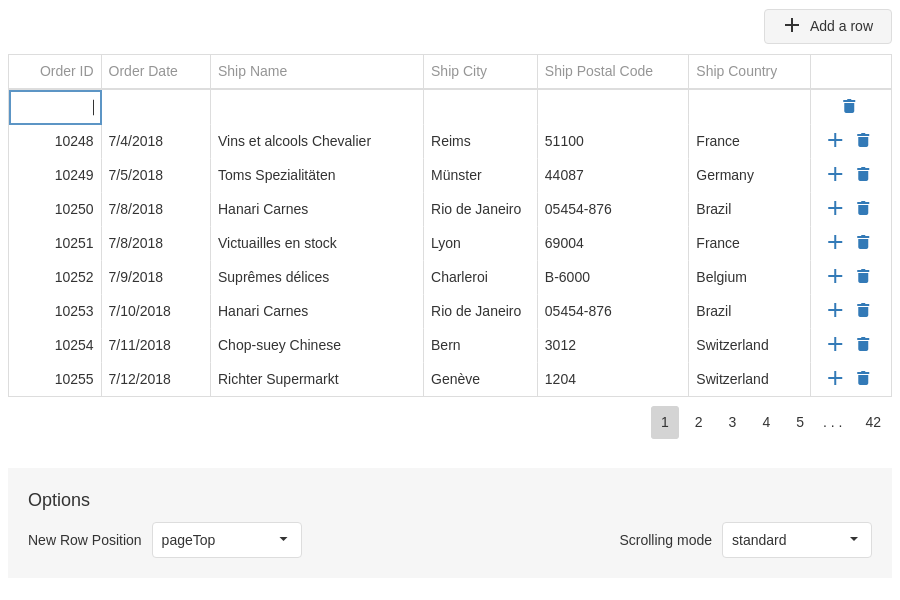 Add a row
Order ID Order Date Ship Name Ship City Ship Postal Code Ship Country
10248 7/4/2018 Vins et alcools Chevalier Reims 51100 France
10249 7/5/2018 Toms Spezialitäten Münster 44087 Germany
10250 7/8/2018 Hanari Carnes Rio de Janeiro 05454-876 Brazil
10251 7/8/2018 Victuailles en stock Lyon 69004 France
10252 7/9/2018 Suprêmes délices Charleroi B-6000 Belgium
10253 7/10/2018 Hanari Carnes Rio de Janeiro 05454-876 Brazil
10254 7/11/2018 Chop-suey Chinese Bern 3012 Switzerland
10255 7/12/2018 Richter Supermarkt Genève 1204 Switzerland
1 2 3 4 5 . . . 42
Options
New Row Position pageTop Scrolling mode standard